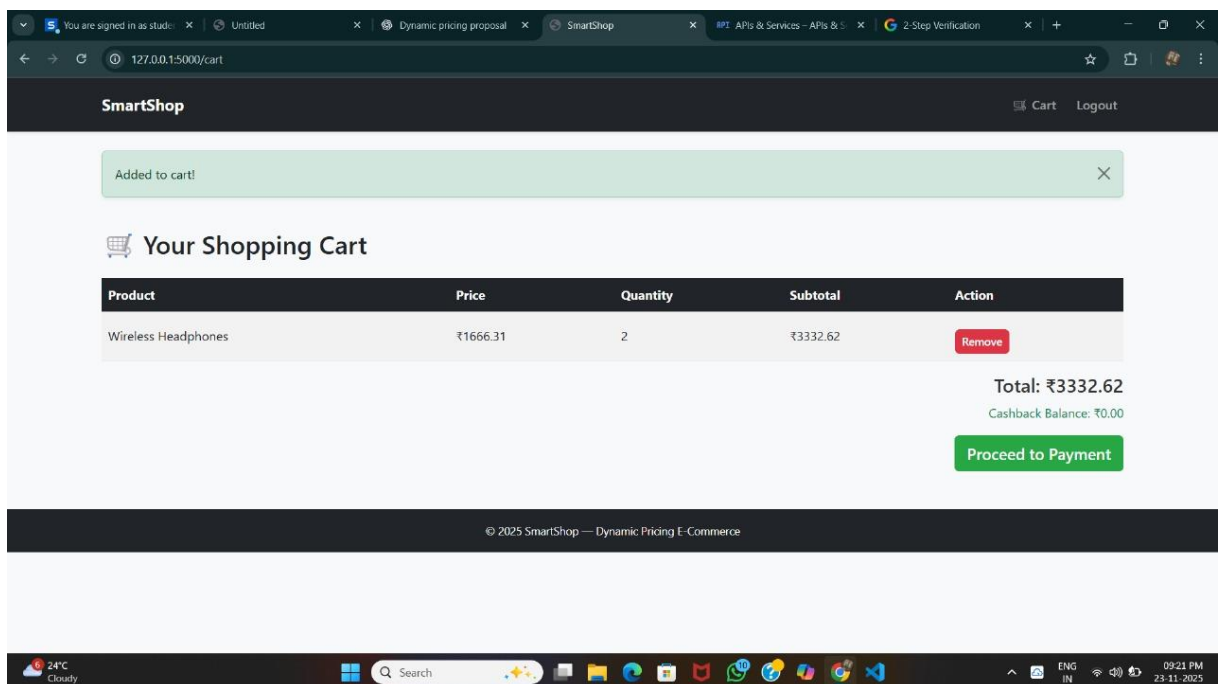 You are signed in as stude
Untitled
Dynamic pricing proposal
SmartShop
RPI APIs & Services – APIs & S
2-Step Verification
127.0.0.1:5000/cart
SmartShop
Cart
Logout
Added to cart!
Your Shopping Cart
Product Price Quantity Subtotal Action
Wireless Headphones ₹1666.31 2 ₹3332.62 Remove
Total: ₹3332.62
Cashback Balance: ₹0.00
Proceed to Payment
© 2025 SmartShop — Dynamic Pricing E-Commerce
6
24°C
Cloudy
Search
10
ENG
IN
09:21 PM
23-11-2025